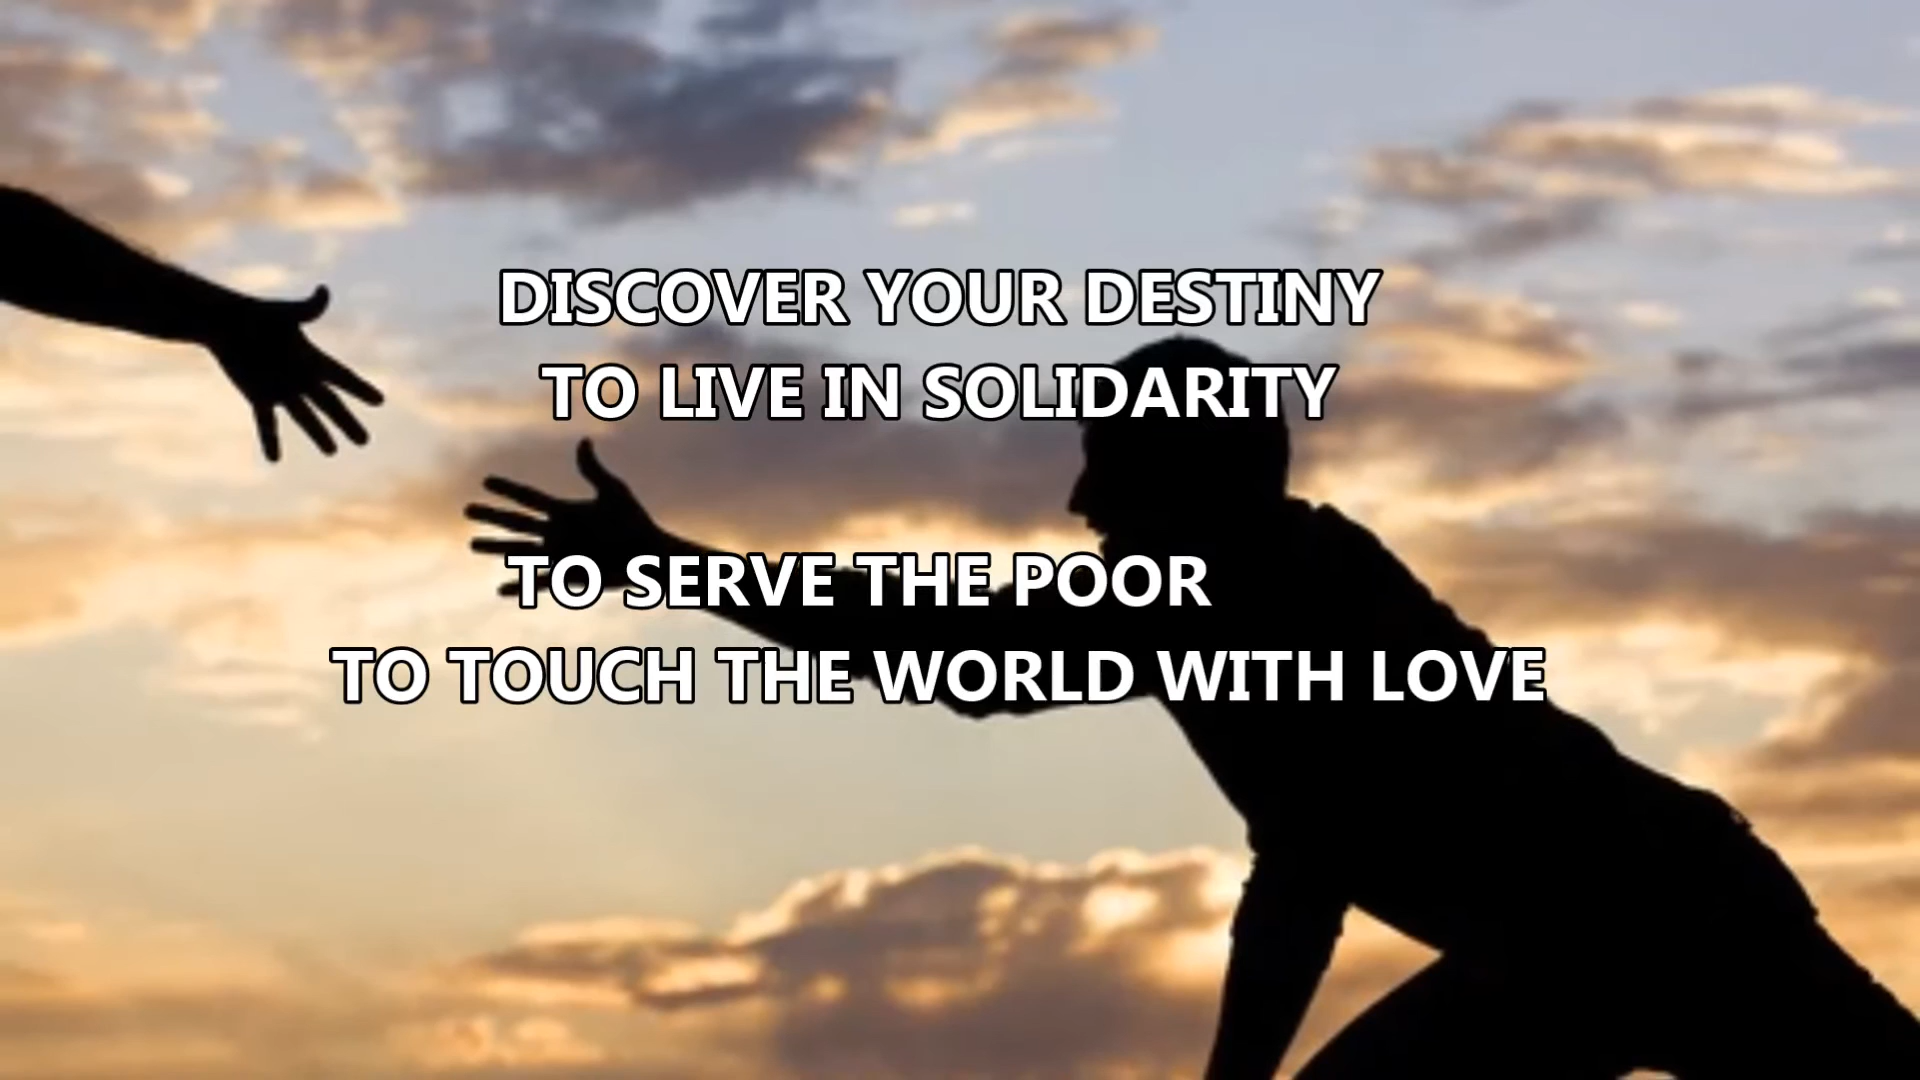 DISCOVER YOUR DESTINY
TO LIVE IN SOLIDARITY
TO SERVE THE POOR
TO TOUCH THE WORLD WITH LOVE